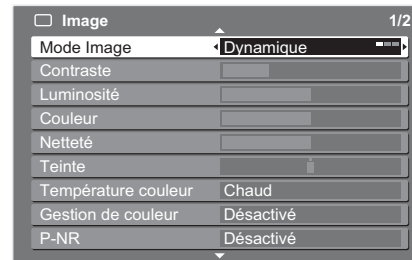 Image 1/2
Mode Image Dynamique
Contraste
Luminosité
Couleur
Netteté
Teinte
Température couleur Chaud
Gestion de couleur Désactivé
P-NR Désactivé